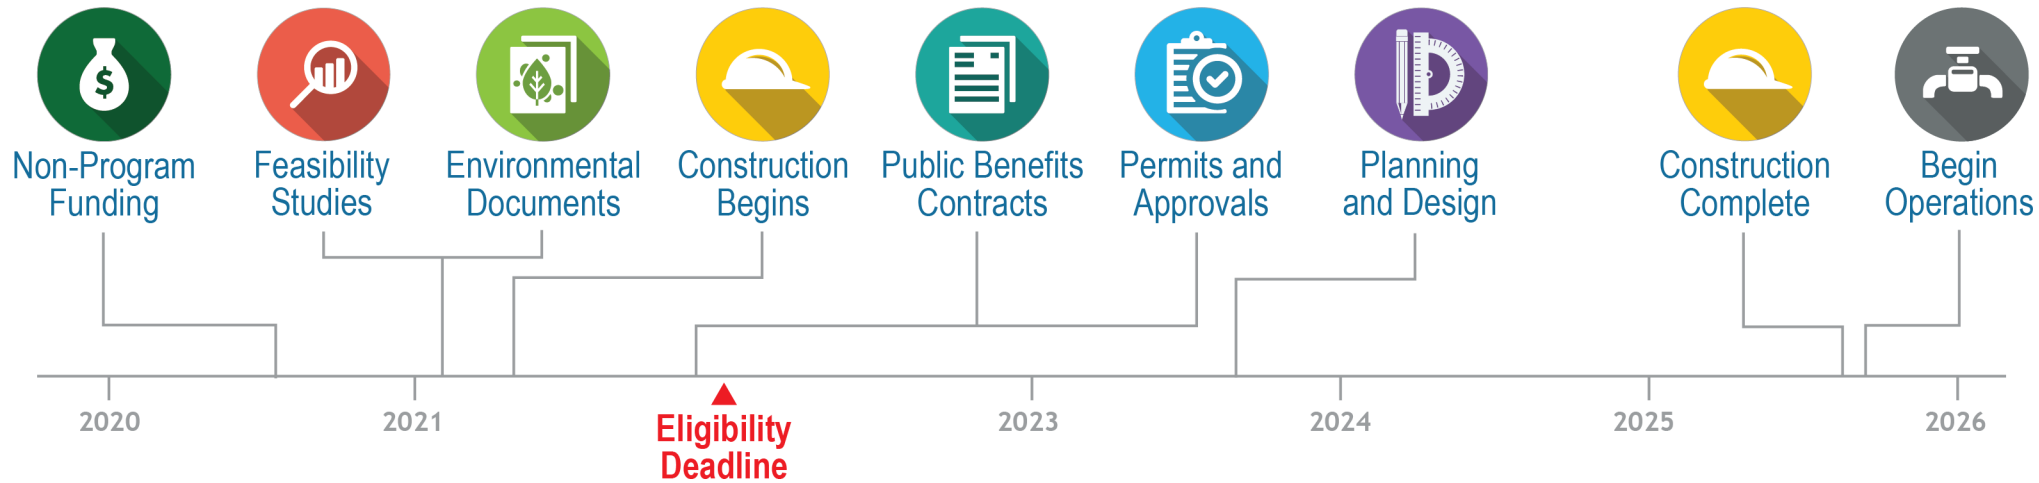 $
Non-Program
Funding
Feasibility
Studies
Environmental
Documents
Construction
Begins
Public Benefits
Contracts
Permits and
Approvals
Planning
and Design
Construction
Complete
Begin
Operations
2020
2021
Eligibility
Deadline
2023
2024
2025
2026